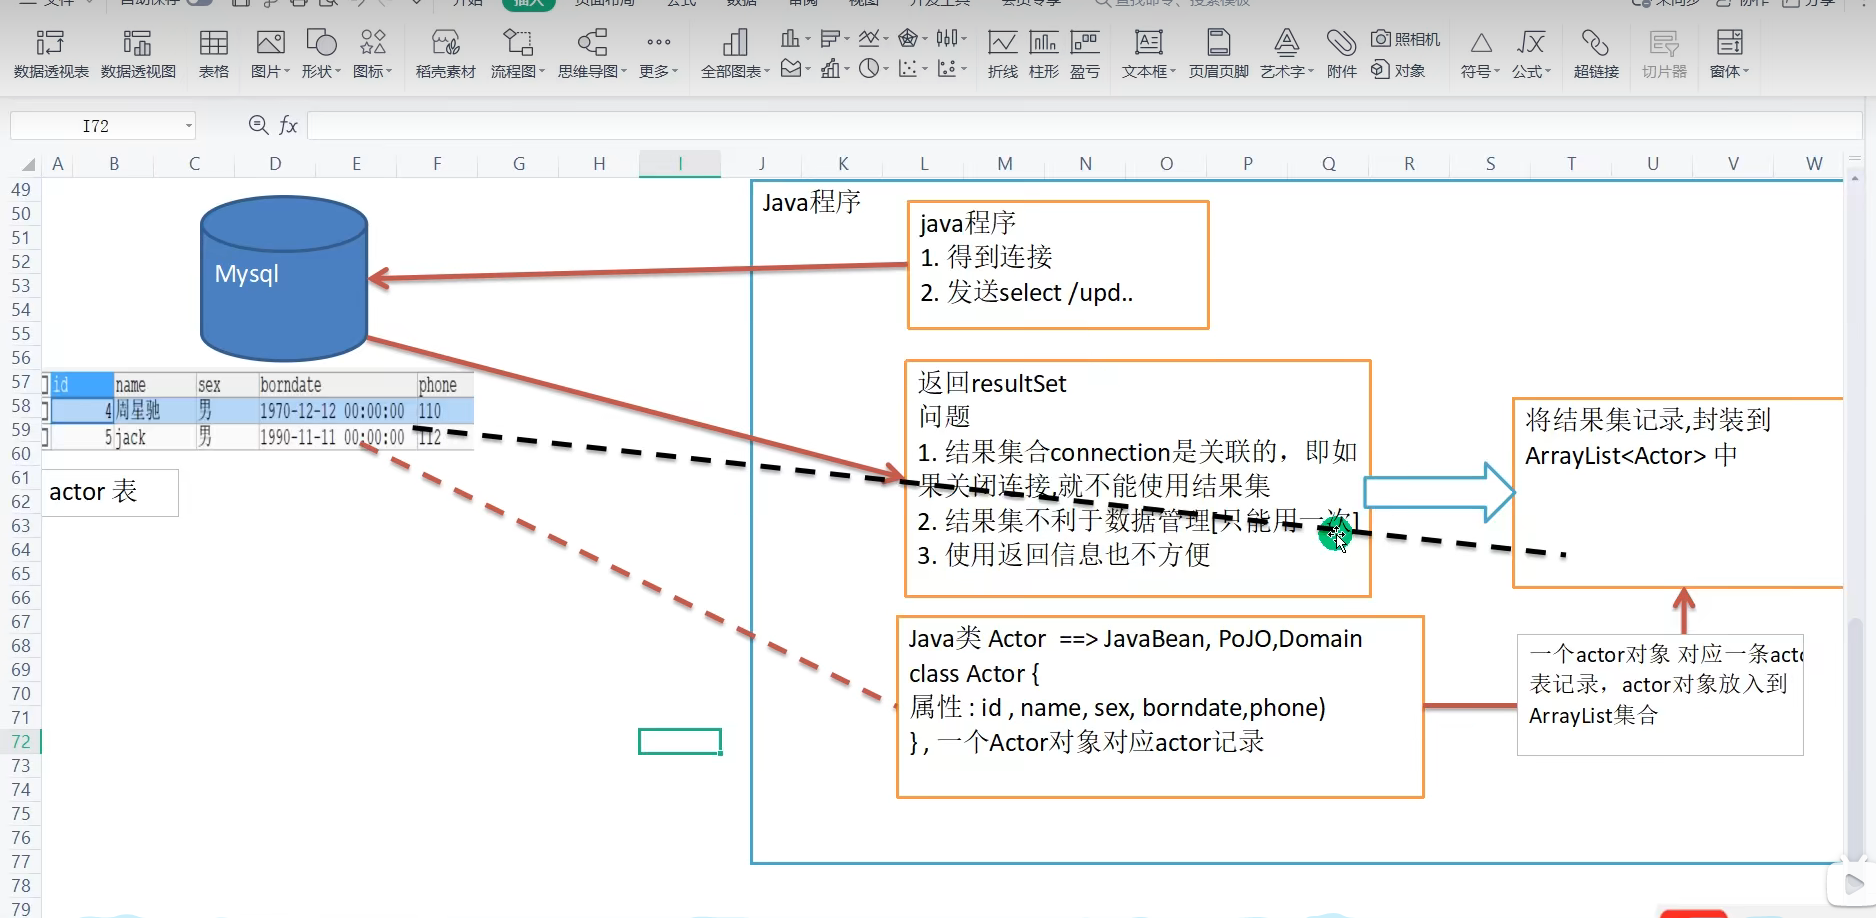 数据透视表 数据透视图 表格 图片 形状 图标 稻壳素材 流程图 思维导图 更多 全部图表 折线 柱形 盈亏 文本框 页眉页脚 艺术字 附件 照相机 对象 符号 公式 超链接 切片器 窗体
I72 fx
A B C D E F G H I J K L M N O P Q R S T U V W
49
50
51
52
53
54
55
56
57
58
59
60
61
62
63
64
65
66
67
68
69
70
71
72
73
74
75
76
77
78
79
Mysql
id name sex borndate phone
4 周星驰 男 1970-12-12 00:00:00 110
5 jack 男 1990-11-11 00:00:00 112
actor 表
Java程序
java程序
1. 得到连接
2. 发送select /upd..
返回resultSet
问题
1. 结果集合connection是关联的，即如
果关闭连接,就不能使用结果集
2. 结果集不利于数据管理[只能用一次]
3. 使用返回信息也不方便
将结果集记录,封装到
ArrayList<Actor> 中
Java类 Actor ==> JavaBean, PoJO,Domain
class Actor {
属性 : id , name, sex, borndate,phone)
} , 一个Actor对象对应actor记录
一个actor对象 对应一条acto
表记录，actor对象放入到
ArrayList集合